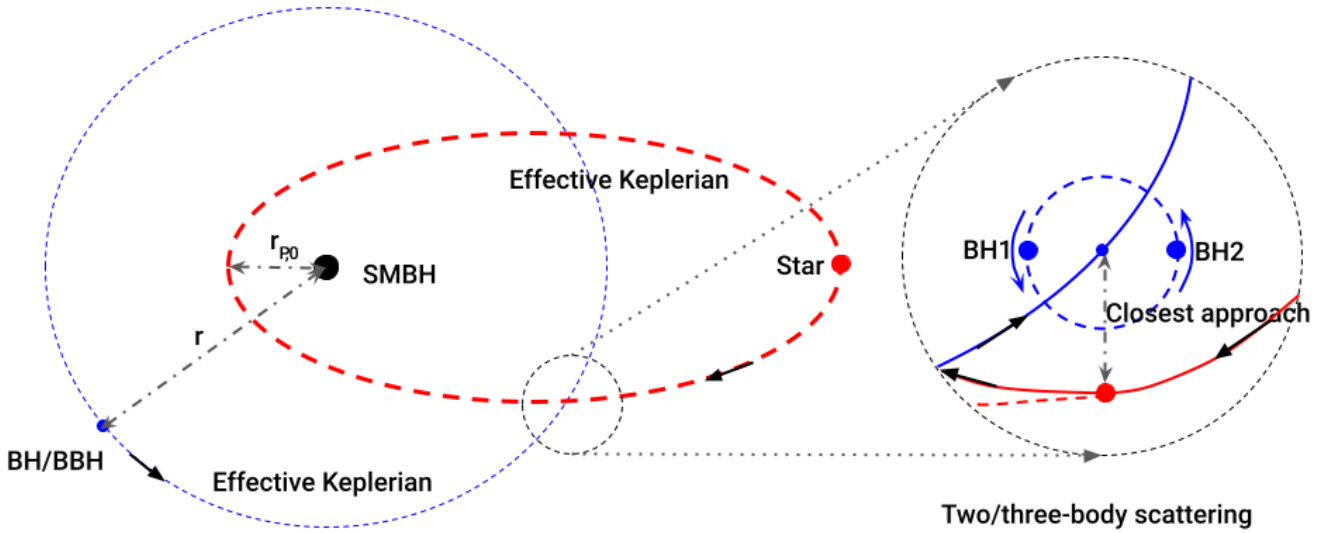 Effective Keplerian
r_P,0
SMBH
Star
r
BH/BBH
Effective Keplerian
BH1
BH2
Closest approach
Two/three-body scattering